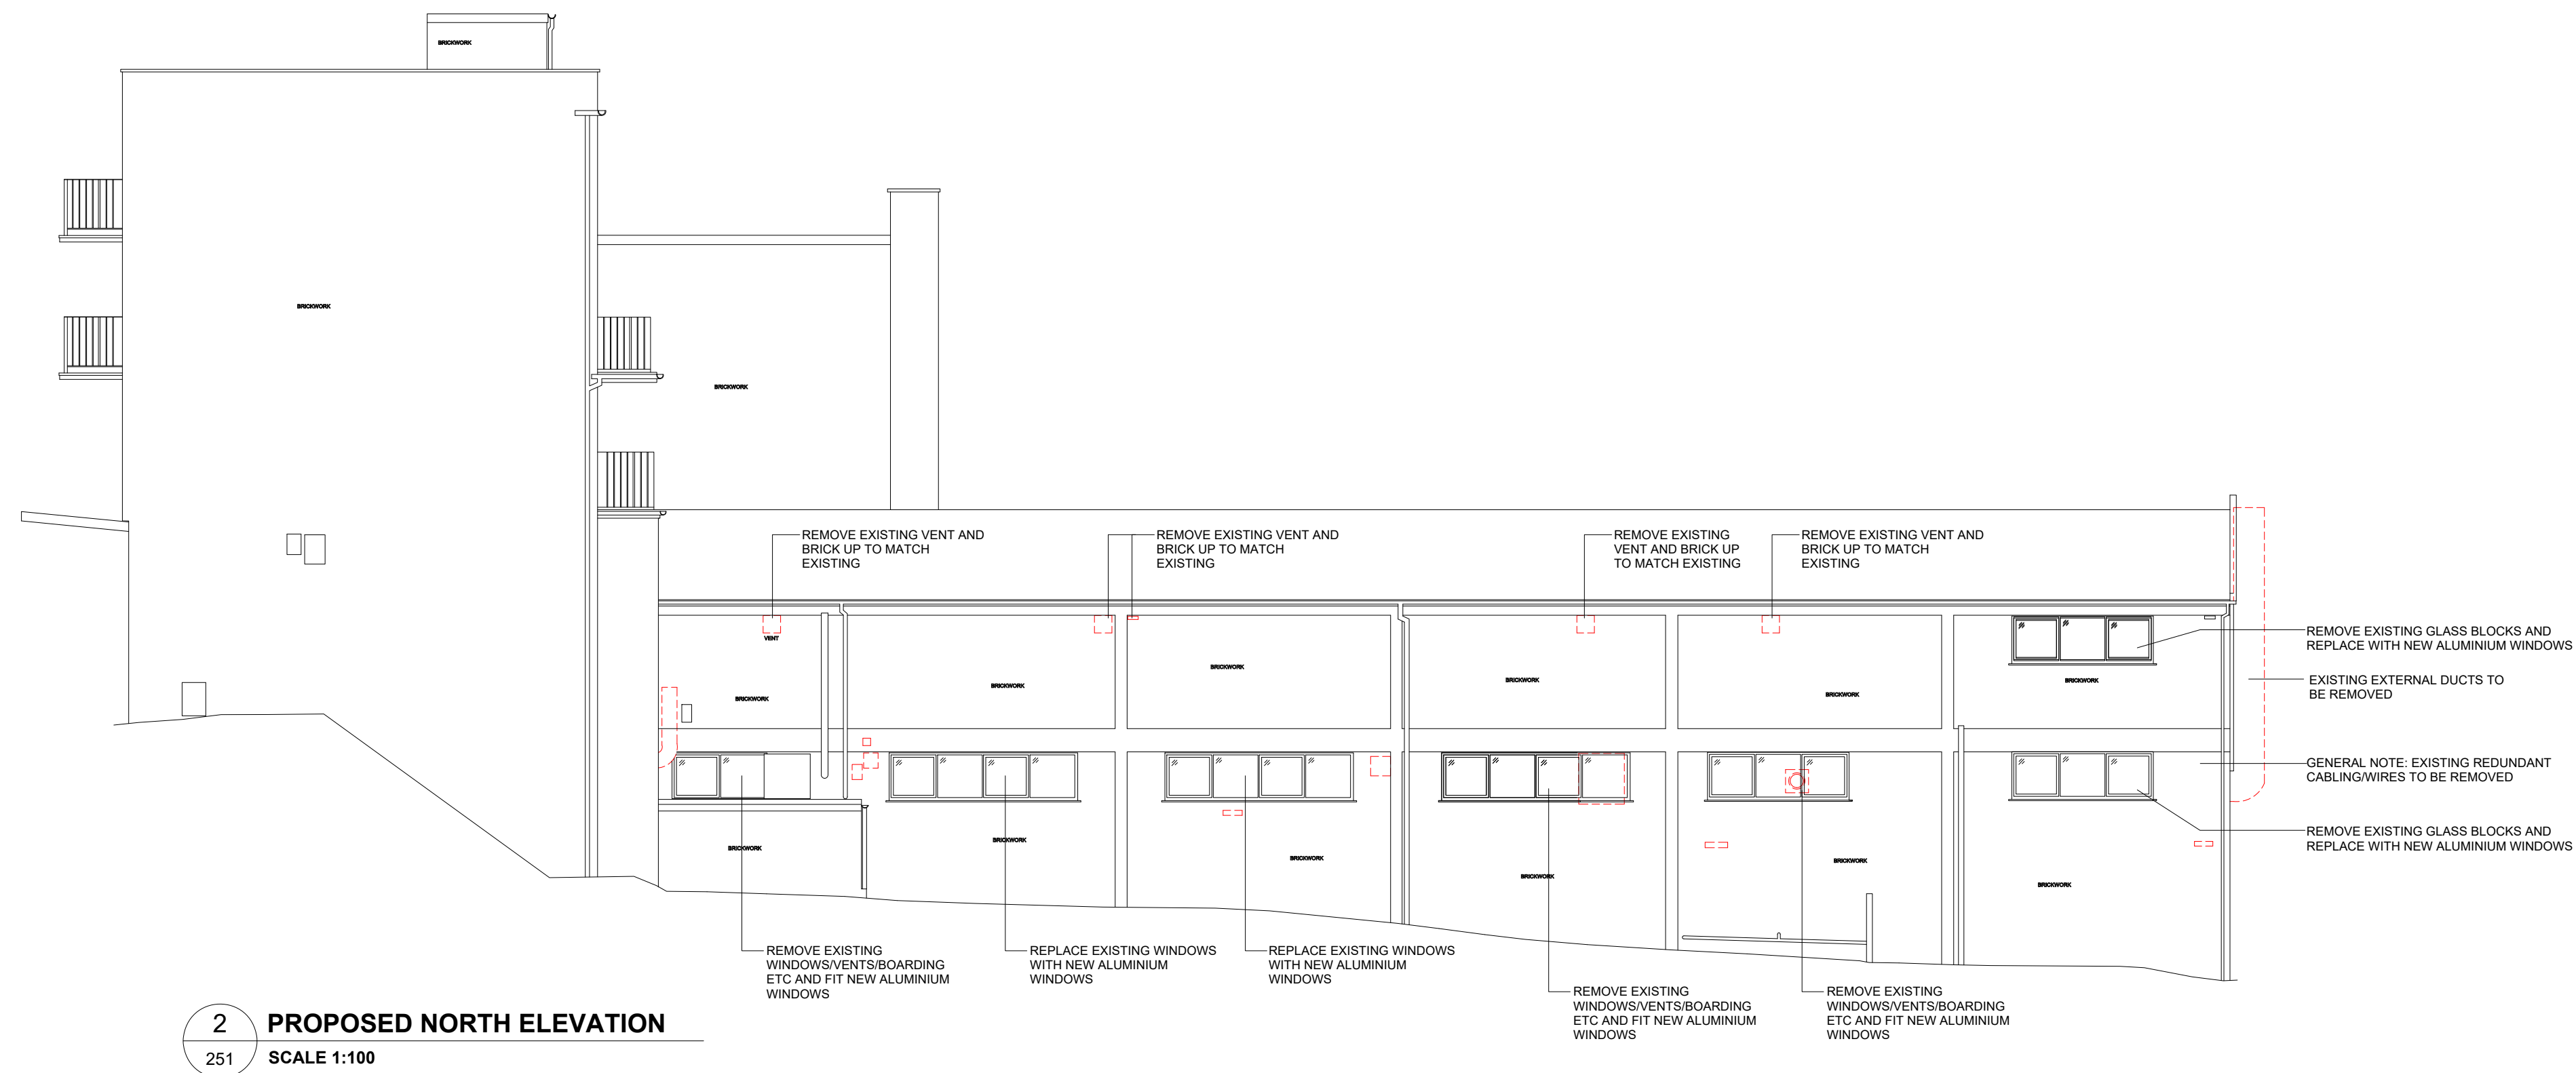 BRICKWORK
BRICKWORK
BRICKWORK
REMOVE EXISTING VENT AND
BRICK UP TO MATCH
EXISTING
REMOVE EXISTING VENT AND
BRICK UP TO MATCH
EXISTING
REMOVE EXISTING
VENT AND BRICK UP
TO MATCH EXISTING
REMOVE EXISTING VENT AND
BRICK UP TO MATCH
EXISTING
VENT
BRICKWORK
BRICKWORK
BRICKWORK
BRICKWORK
BRICKWORK
BRICKWORK
REMOVE EXISTING GLASS BLOCKS AND
REPLACE WITH NEW ALUMINIUM WINDOWS
EXISTING EXTERNAL DUCTS TO
BE REMOVED
GENERAL NOTE: EXISTING REDUNDANT
CABLING/WIRES TO BE REMOVED
REMOVE EXISTING GLASS BLOCKS AND
REPLACE WITH NEW ALUMINIUM WINDOWS
BRICKWORK
BRICKWORK
BRICKWORK
BRICKWORK
BRICKWORK
BRICKWORK
REMOVE EXISTING
WINDOWS/VENTS/BOARDING
ETC AND FIT NEW ALUMINIUM
WINDOWS
REPLACE EXISTING WINDOWS
WITH NEW ALUMINIUM
WINDOWS
REPLACE EXISTING WINDOWS
WITH NEW ALUMINIUM
WINDOWS
REMOVE EXISTING
WINDOWS/VENTS/BOARDING
ETC AND FIT NEW ALUMINIUM
WINDOWS
REMOVE EXISTING
WINDOWS/VENTS/BOARDING
ETC AND FIT NEW ALUMINIUM
WINDOWS
2
PROPOSED NORTH ELEVATION
251
SCALE 1:100